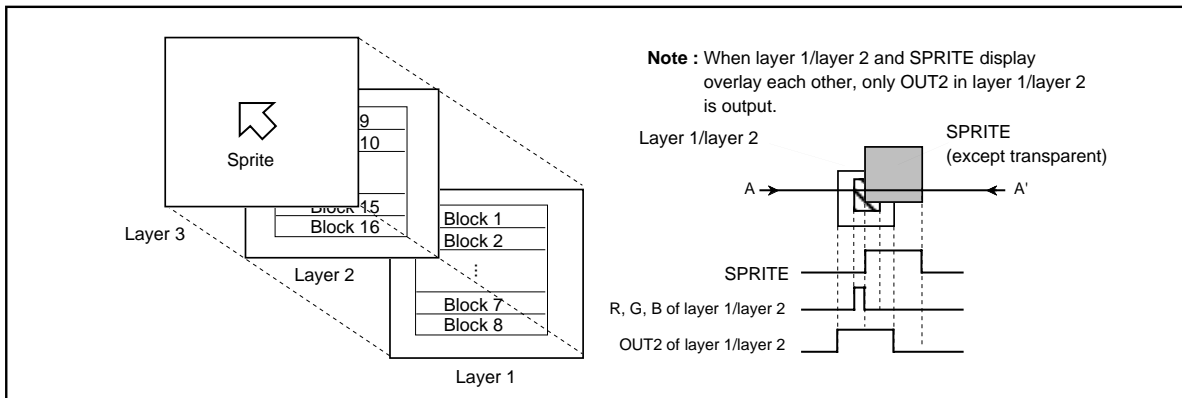 Sprite
Layer 3
9
10
Block 15
Block 16
Layer 2
Block 1
Block 2
⋮
Block 7
Block 8
Layer 1
Note : When layer 1/layer 2 and SPRITE display
overlay each other, only OUT2 in layer 1/layer 2
is output.
Layer 1/layer 2
SPRITE
(except transparent)
A
A'
SPRITE
R, G, B of layer 1/layer 2
OUT2 of layer 1/layer 2